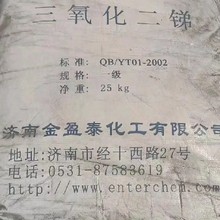 三氧化二锑
标准: QB/YT01-2002
规格: 一级
净重: 25 kg
济南金盈泰化工有限公司
地址:济南市经十西路27号
电话:0531-87583619
http://www.enterchem.com